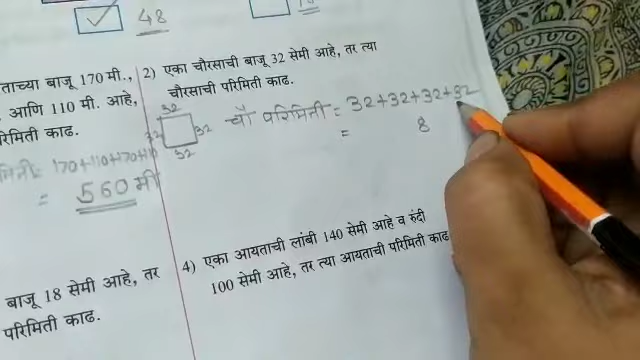 48
ताच्या बाजू 170 मी.,
आणि 110 मी. आहे,
रिमिती काढ.
170+110+170+110
= 560 मी
2) एका चौरसाची बाजू 32 सेमी आहे, तर त्या
चौरसाची परिमिती काढ.
32
32 32
32
चौ परिमिती = 32+32+32+32
= 8
बाजू 18 सेमी आहे, तर
परिमिती काढ.
4) एका आयताची लांबी 140 सेमी आहे व रुंदी
100 सेमी आहे, तर त्या आयताची परिमिती काढ